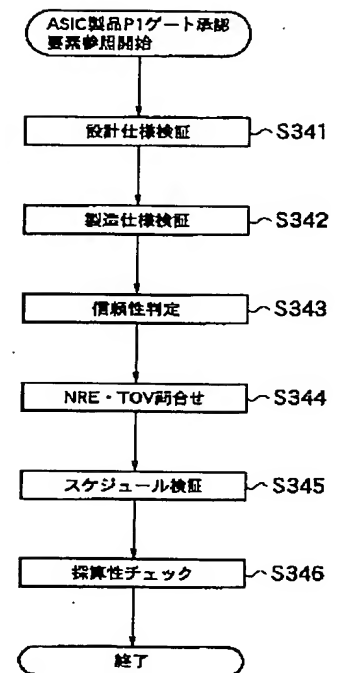 ASIC製品P1ゲート承認
要素参照開始
設計仕様検証 S341
製造仕様検証 S342
信頼性判定 S343
NRE・TOV問合せ S344
スケジュール検証 S345
採算性チェック S346
終了